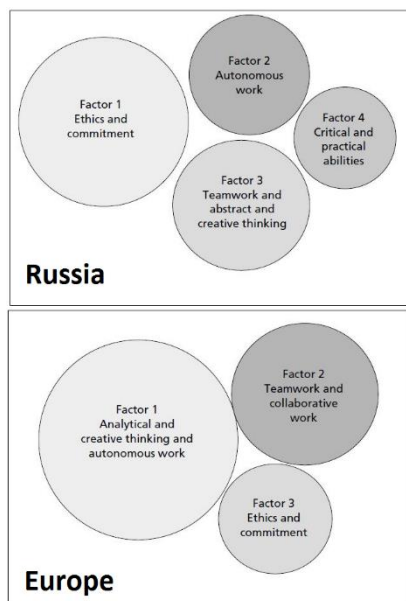 Factor 1
Ethics and
commitment
Factor 2
Autonomous
work
Factor 3
Teamwork and
abstract and
creative thinking
Factor 4
Critical and
practical
abilities
Russia
Factor 1
Analytical and
creative thinking and
autonomous work
Factor 2
Teamwork and
collaborative
work
Factor 3
Ethics and
commitment
Europe